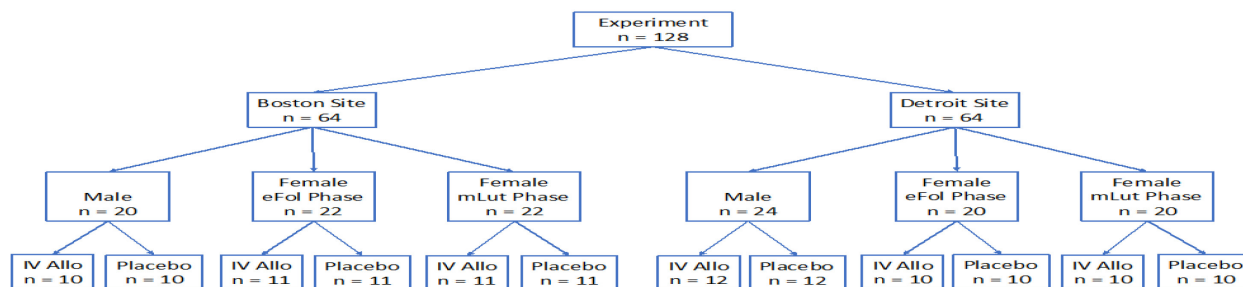 Experiment
n = 128
Boston Site
n = 64
Detroit Site
n = 64
Male
n = 20
Female
eFol Phase
n = 22
Female
mLut Phase
n = 22
Male
n = 24
Female
eFol Phase
n = 20
Female
mLut Phase
n = 20
IV Allo
n = 10
Placebo
n = 10
IV Allo
n = 11
Placebo
n = 11
IV Allo
n = 11
Placebo
n = 11
IV Allo
n = 12
Placebo
n = 12
IV Allo
n = 10
Placebo
n = 10
IV Allo
n = 10
Placebo
n = 10